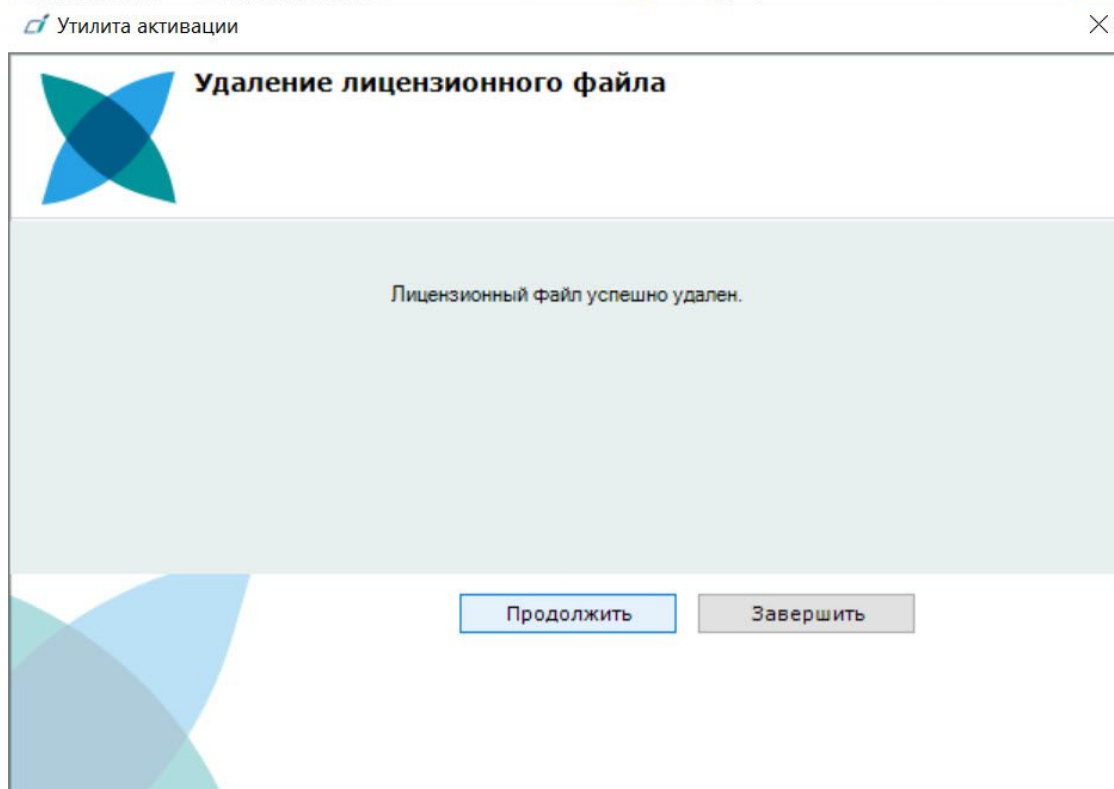 Утилита активации
Удаление лицензионного файла
Лицензионный файл успешно удален.
Продолжить
Завершить